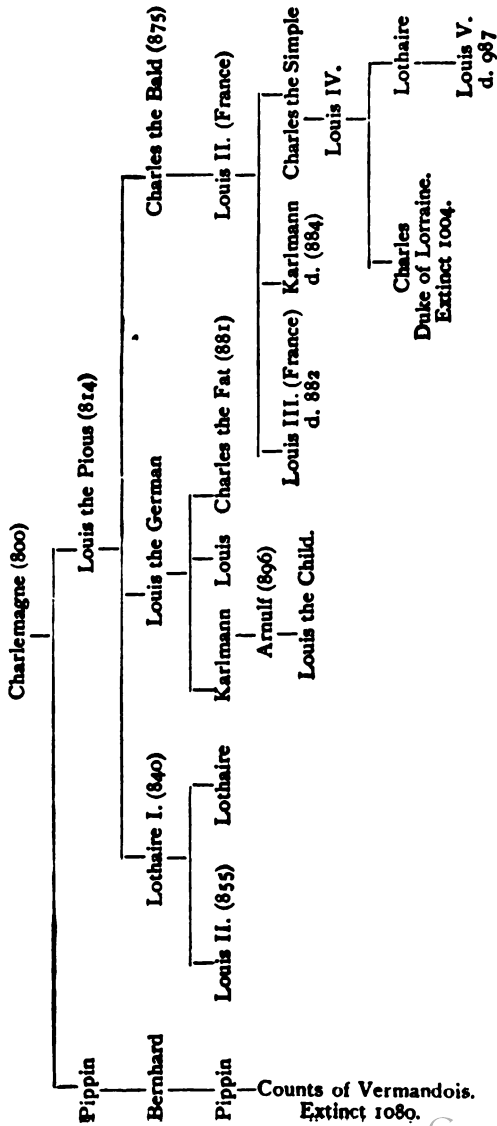 Charlemagne (800)
Pippin
Louis the Pious (814)
Bernhard
Lothaire I. (840)
Louis the German
Charles the Bald (875)
Pippin
Louis II. (855)
Lothaire
Karlmann
Louis
Charles the Fat (881)
Louis II. (France)
Counts of Vermandois.
Extinct 1080.
Arnulf (896)
Louis the Child.
Louis III. (France)
d. 882
Karlmann
d. (884)
Charles the Simple
Louis IV.
Charles
Duke of Lorraine.
Extinct 1004.
Lothaire
Louis V.
d. 987